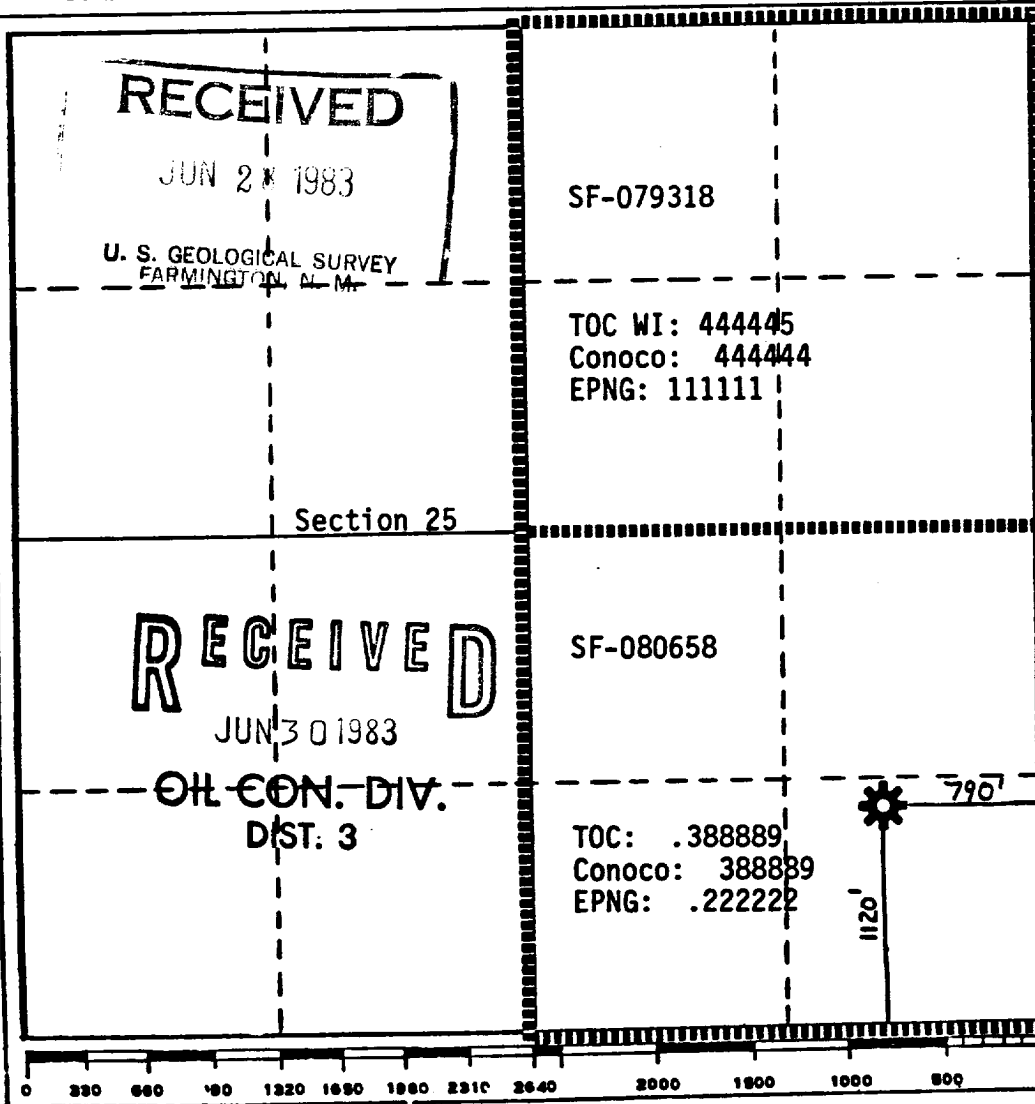 RECEIVED
JUN 2 1983
U. S. GEOLOGICAL SURVEY
FARMINGTON, N. M.
SF-079318
TOC WI: 444445
Conoco: 444444
EPNG: 111111
Section 25
RECEIVED
JUN 30 1983
OIL CON. DIV.
DIST. 3
SF-080658
790'
TOC: .388889
Conoco: 388889
EPNG: .222222
1120'
0 330 660 90 1320 1650 1980 2310 2640 2000 1500 1000 500